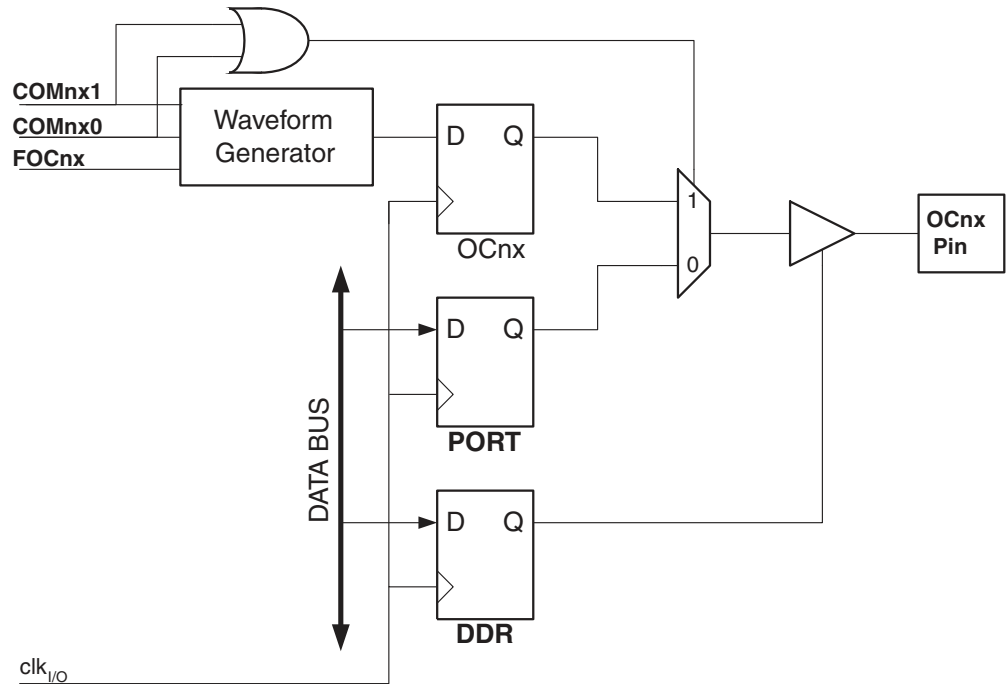 COMnx1
COMnx0
FOCnx
Waveform
Generator
D Q
OCnx
1
0
OCnx
Pin
D Q
PORT
DATA BUS
D Q
DDR
clkI/O